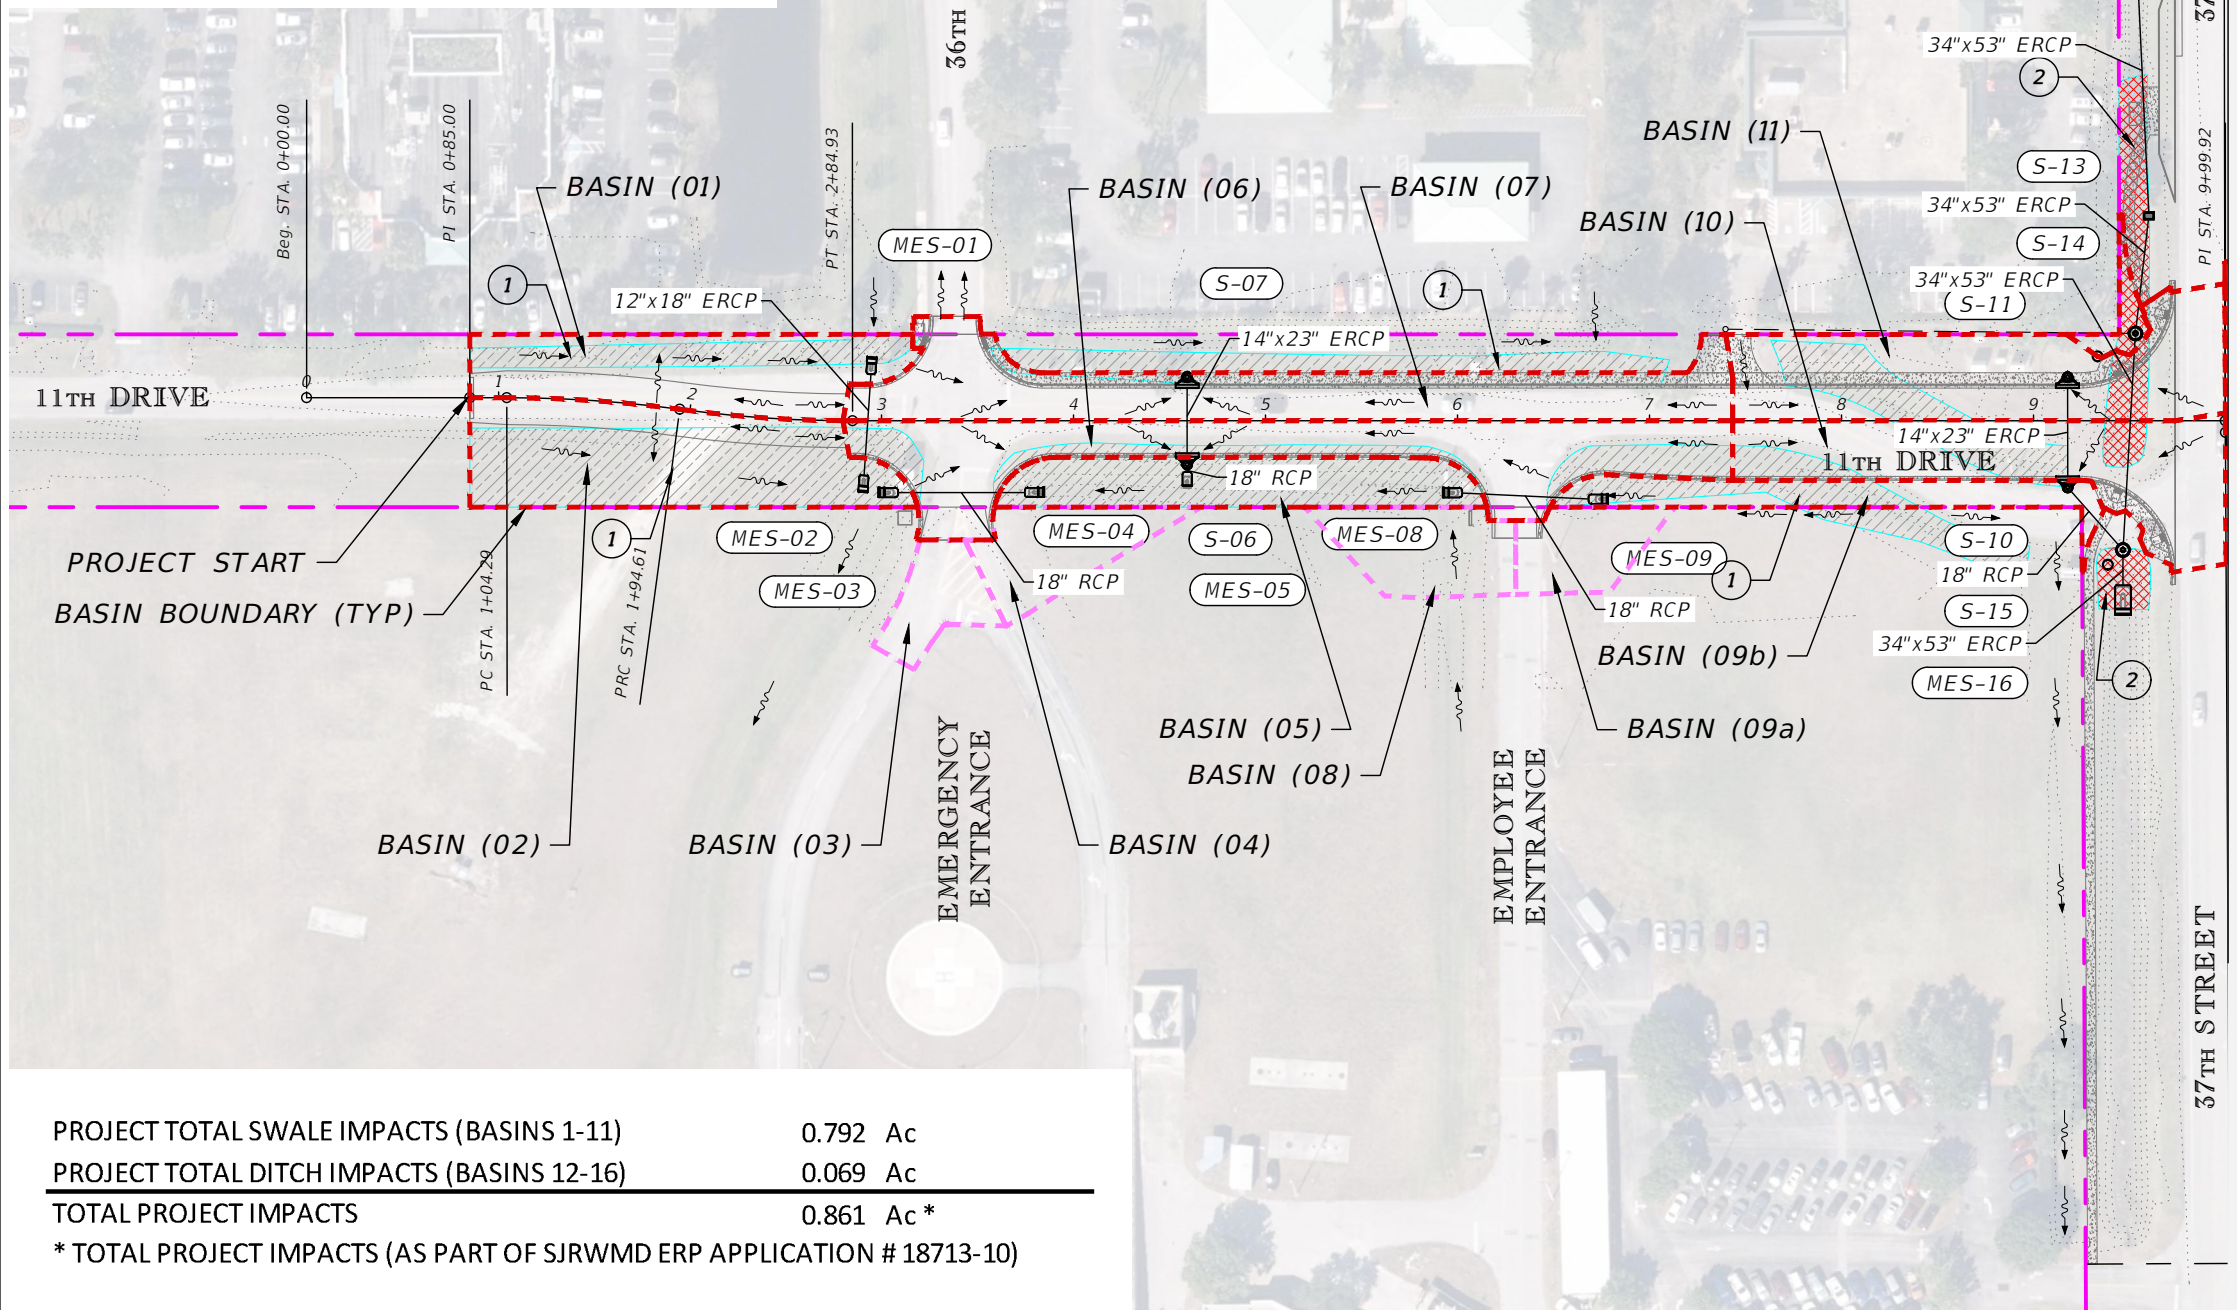 36TH
37
34"x53" ERCP
2
BASIN (11)
Beg. STA. 0+00.00
PI STA. 0+85.00
PT STA. 2+84.93
PI STA. 9+99.92
S-13
BASIN (01)
BASIN (06)
BASIN (07)
34"x53" ERCP
BASIN (10)
S-14
MES-01
1
S-07
1
34"x53" ERCP
S-11
12"x18" ERCP
14"x23" ERCP
11TH DRIVE
0
1
2
3
4
5
6
7
8
9
14"x23" ERCP
11TH DRIVE
18" RCP
PROJECT START
1
MES-02
MES-04
S-06
MES-08
MES-09
S-10
18" RCP
1
18" RCP
MES-03
MES-05
BASIN BOUNDARY (TYP)
18" RCP
S-15
PC STA. 1+04.29
PRC STA. 1+94.61
34"x53" ERCP
BASIN (09b)
MES-16
2
BASIN (05)
BASIN (09a)
BASIN (08)
BASIN (02)
BASIN (03)
BASIN (04)
EMERGENCY
ENTRANCE
EMPLOYEE
ENTRANCE
37TH STREET
PROJECT TOTAL SWALE IMPACTS (BASINS 1-11) 0.792 Ac
PROJECT TOTAL DITCH IMPACTS (BASINS 12-16) 0.069 Ac
TOTAL PROJECT IMPACTS 0.861 Ac *
* TOTAL PROJECT IMPACTS (AS PART OF SJRWMD ERP APPLICATION # 18713-10)